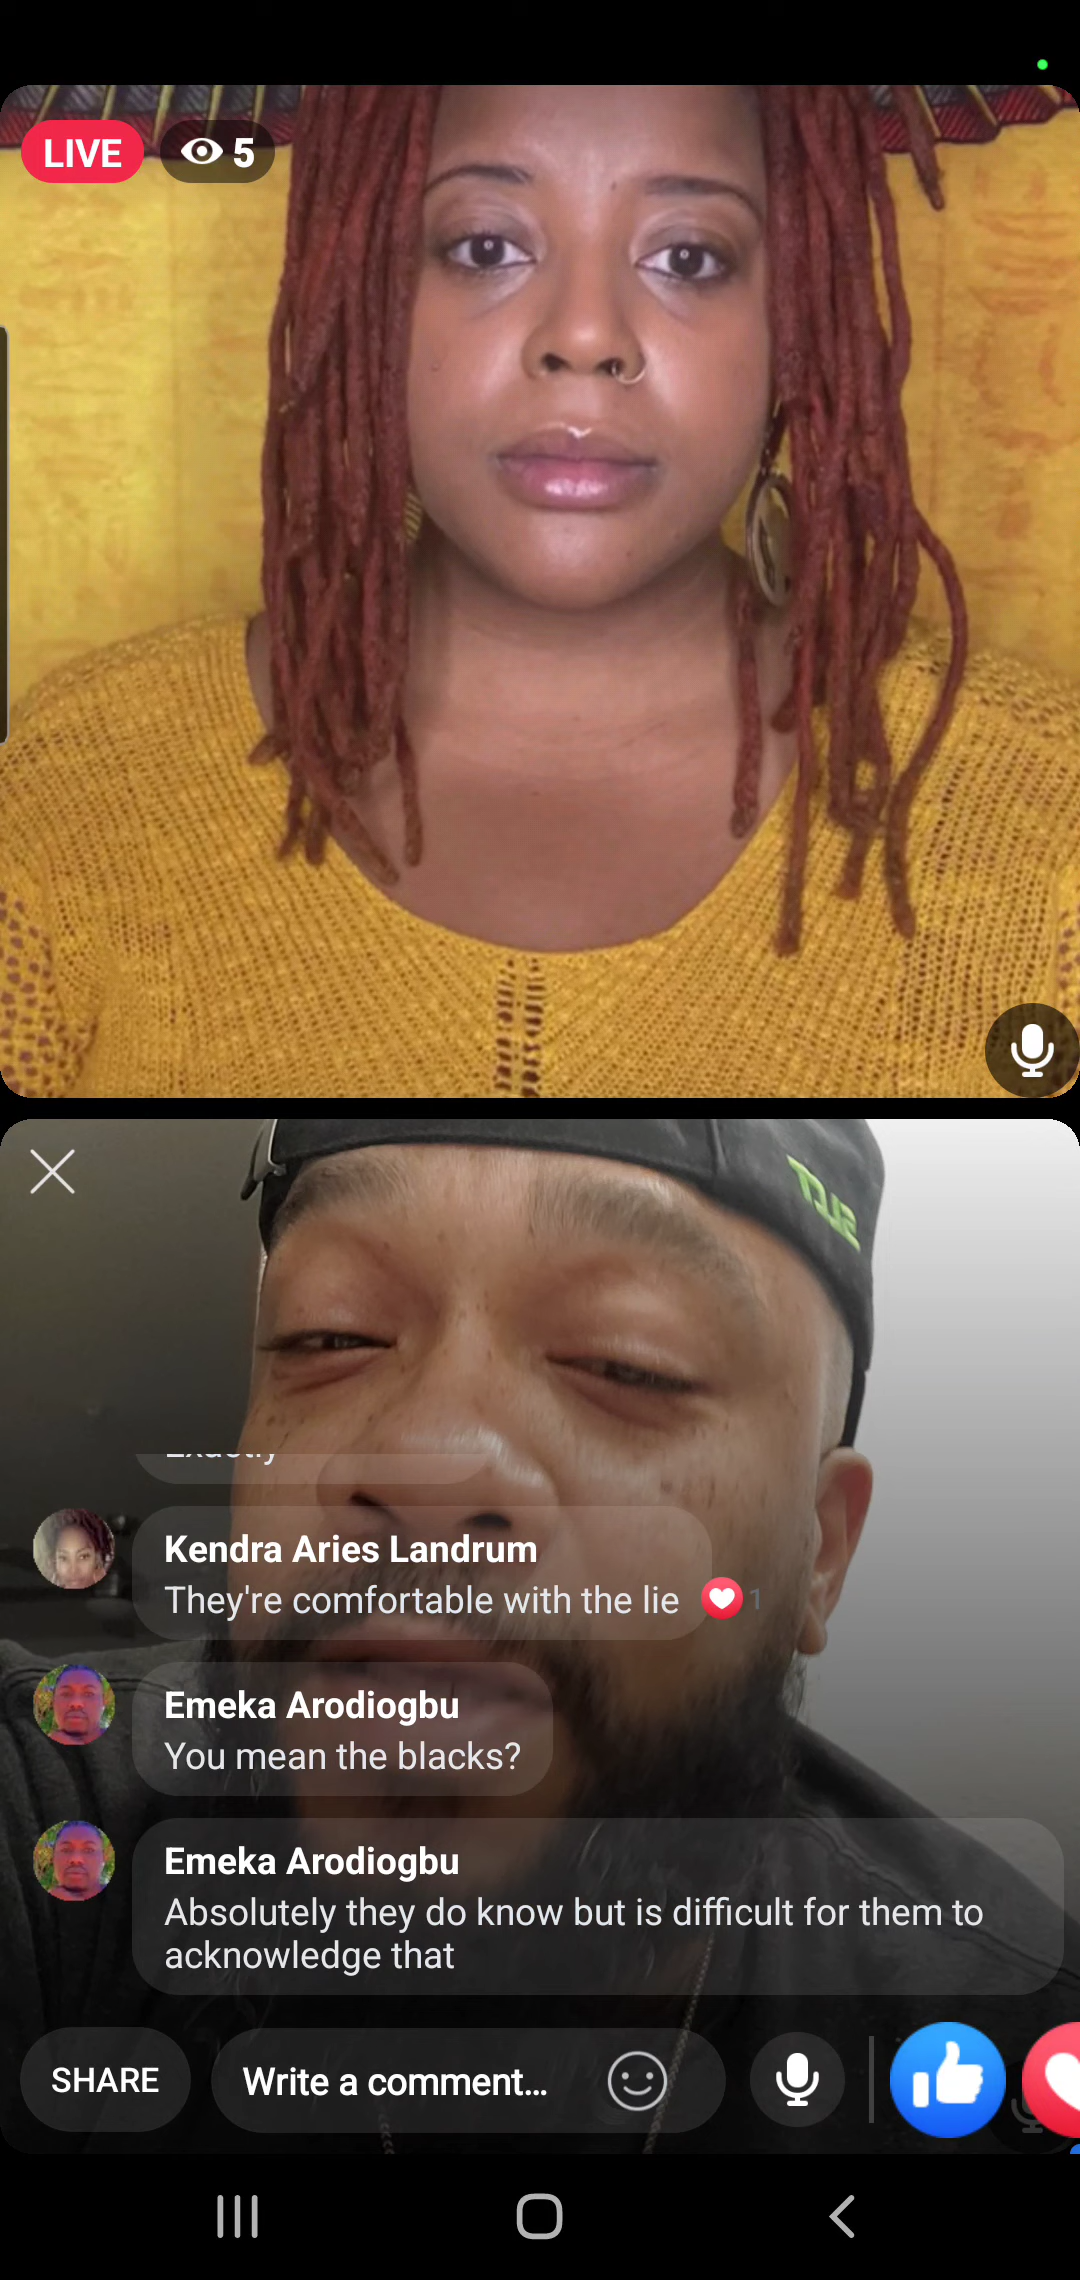 LIVE
5
Exactly
Kendra Aries Landrum
They're comfortable with the lie
1
Emeka Arodiogbu
You mean the blacks?
Emeka Arodiogbu
Absolutely they do know but is difficult for them to
acknowledge that
SHARE
Write a comment...